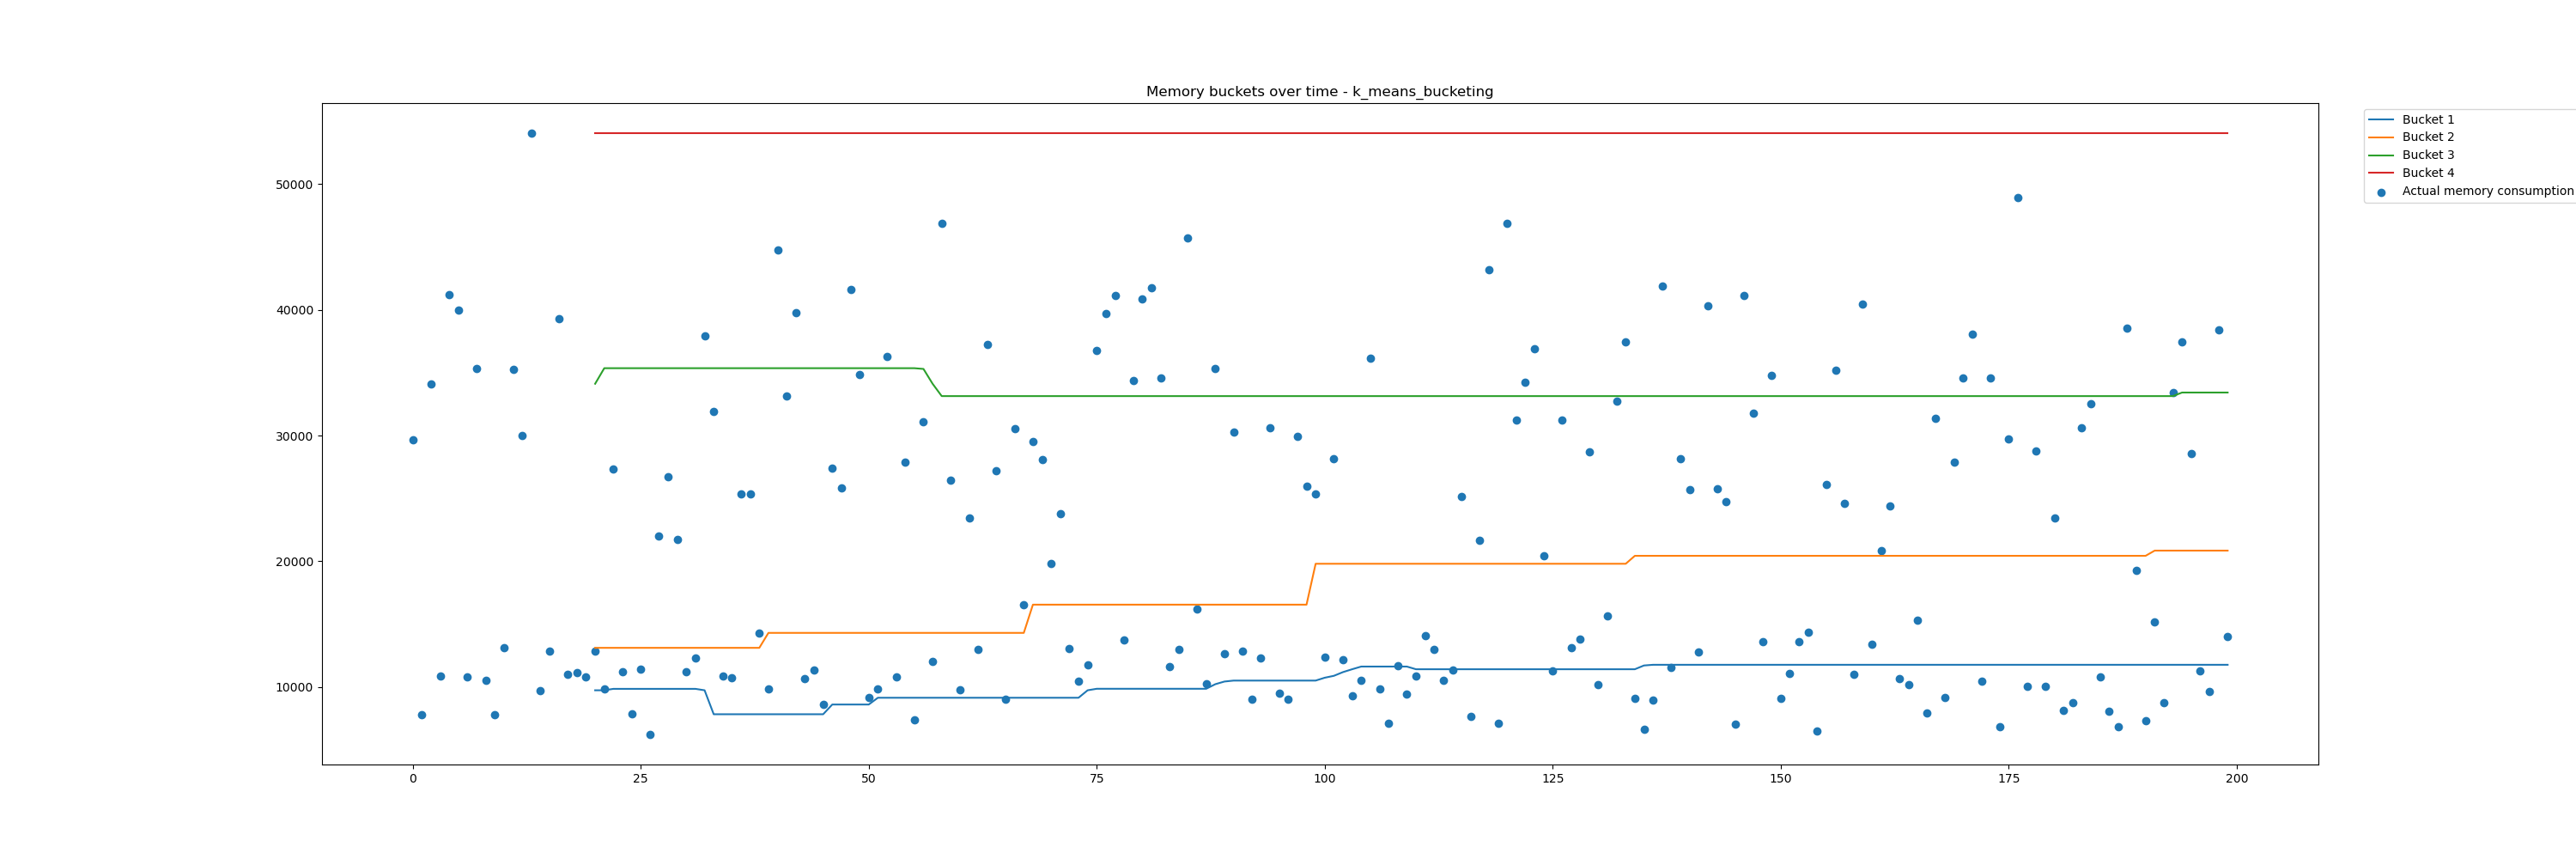 Memory buckets over time - k_means_bucketing
Bucket 1
Bucket 2
Bucket 3
Bucket 4
Actual memory consumption
50000
40000
30000
20000
10000
0 25 50 75 100 125 150 175 200